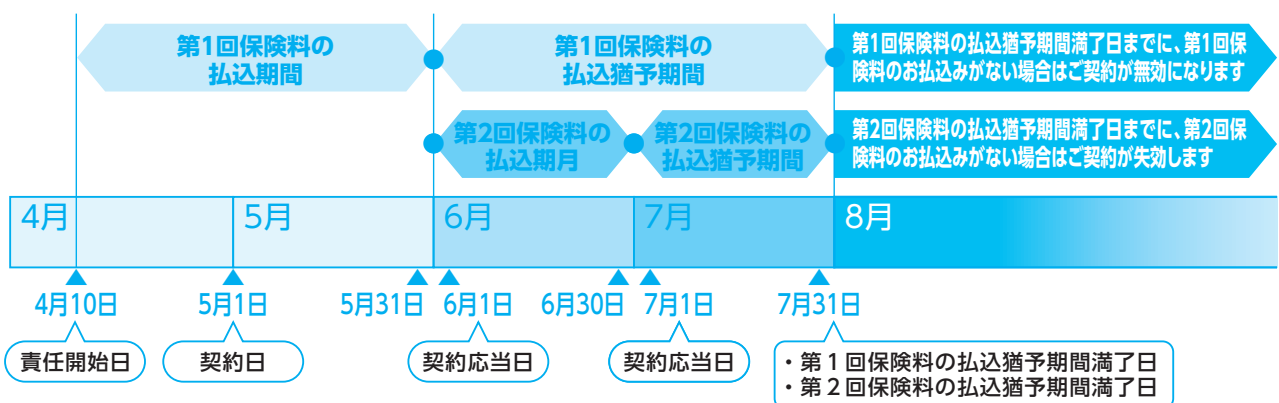 第1回保険料の
払込期間
第1回保険料の
払込猶予期間
第1回保険料の払込猶予期間満了日までに、第1回保
険料のお払込みがない場合はご契約が無効になります
第2回保険料の
払込期月
第2回保険料の
払込猶予期間
第2回保険料の払込猶予期間満了日までに、第2回保
険料のお払込みがない場合はご契約が失効します
4月
5月
6月
7月
8月
4月10日
5月1日
5月31日
6月1日
6月30日
7月1日
7月31日
責任開始日
契約日
契約応当日
契約応当日
・第1回保険料の払込猶予期間満了日
・第2回保険料の払込猶予期間満了日